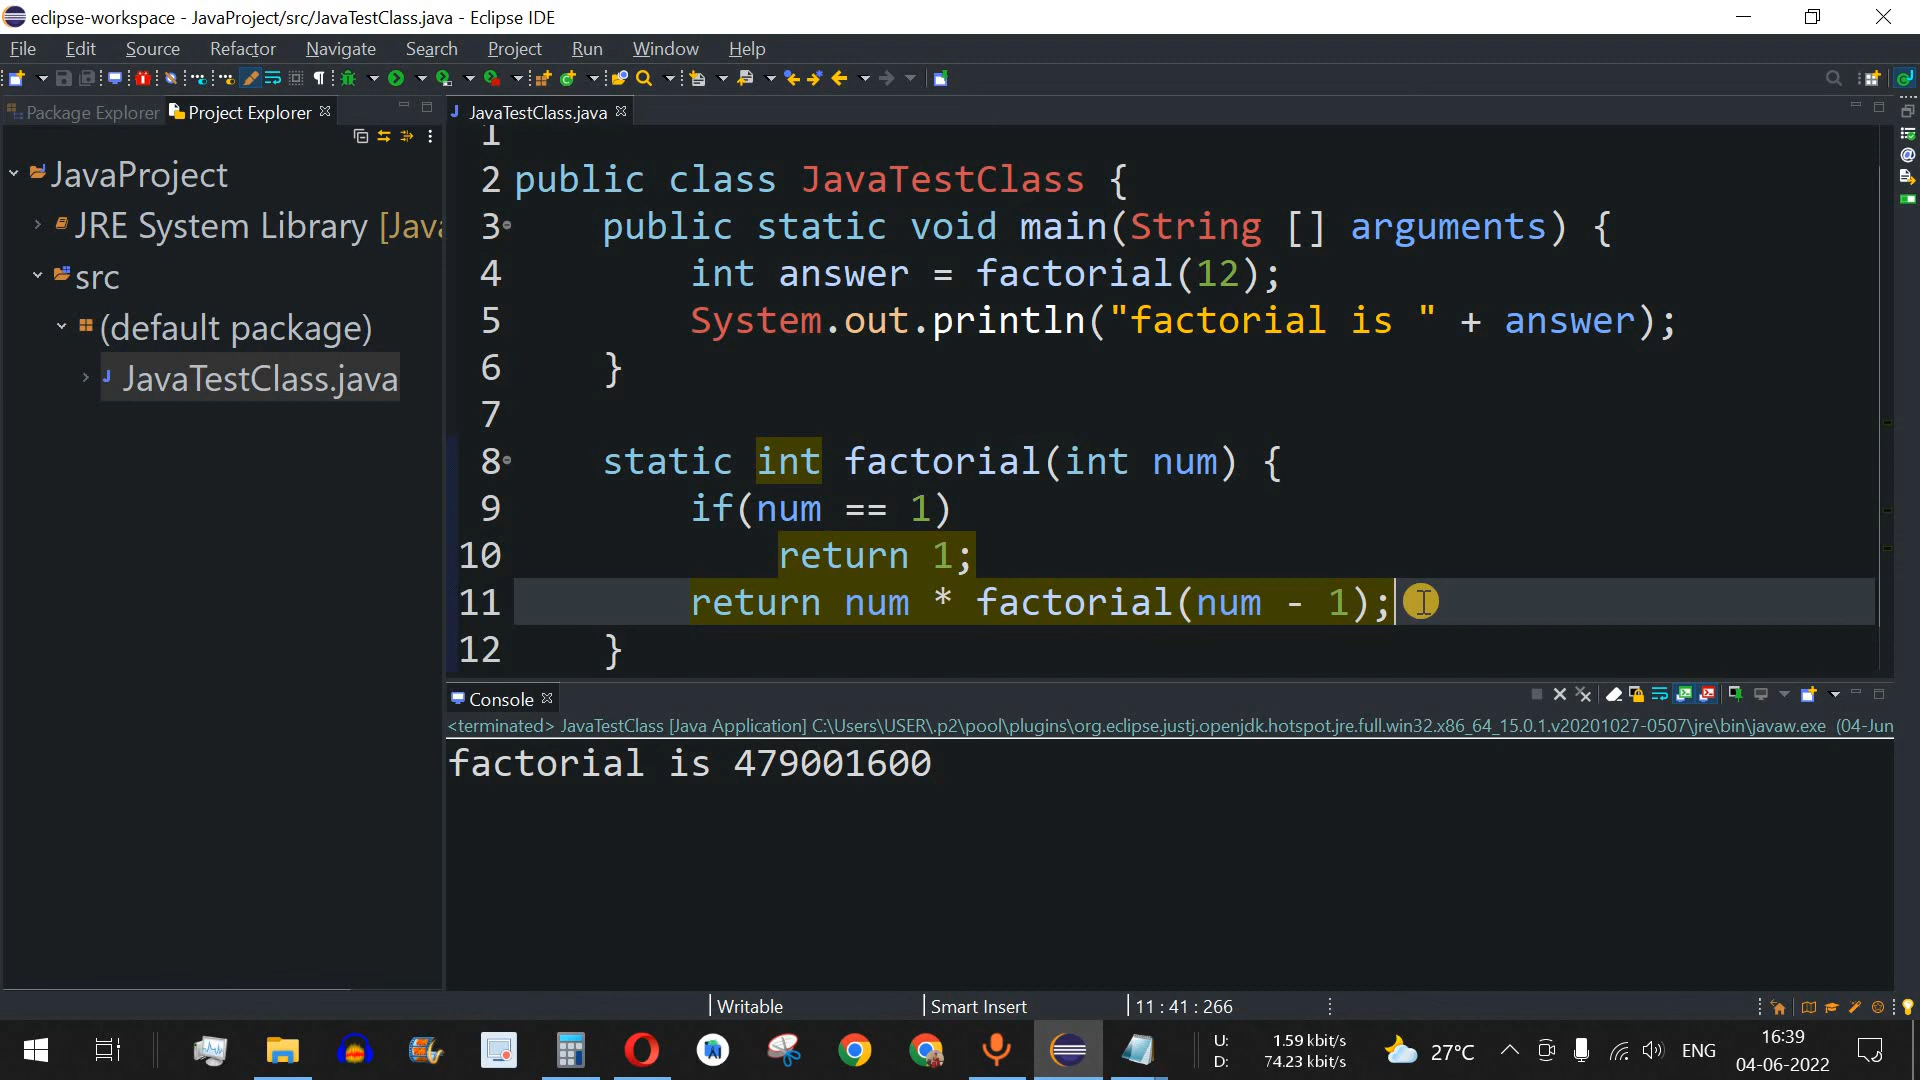 eclipse-workspace - JavaProject/src/JavaTestClass.java - Eclipse IDE
File Edit Source Refactor Navigate Search Project Run Window Help
Package Explorer Project Explorer JavaTestClass.java
JavaProject
JRE System Library [Java
src
(default package)
JavaTestClass.java
1
2 public class JavaTestClass {
3 public static void main(String [] arguments) {
4 int answer = factorial(12);
5 System.out.println("factorial is " + answer);
6 }
7
8 static int factorial(int num) {
9 if(num == 1)
10 return 1;
11 return num * factorial(num - 1);
12 }
Console
<terminated> JavaTestClass [Java Application] C:\Users\USER\.p2\pool\plugins\org.eclipse.justj.openjdk.hotspot.jre.full.win32.x86_64_15.0.1.v20201027-0507\jre\bin\javaw.exe (04-Jun
factorial is 479001600
Writable Smart Insert 11 : 41 : 266
U: 1.59 kbit/s
D: 74.23 kbit/s
27°C
ENG
16:39
04-06-2022